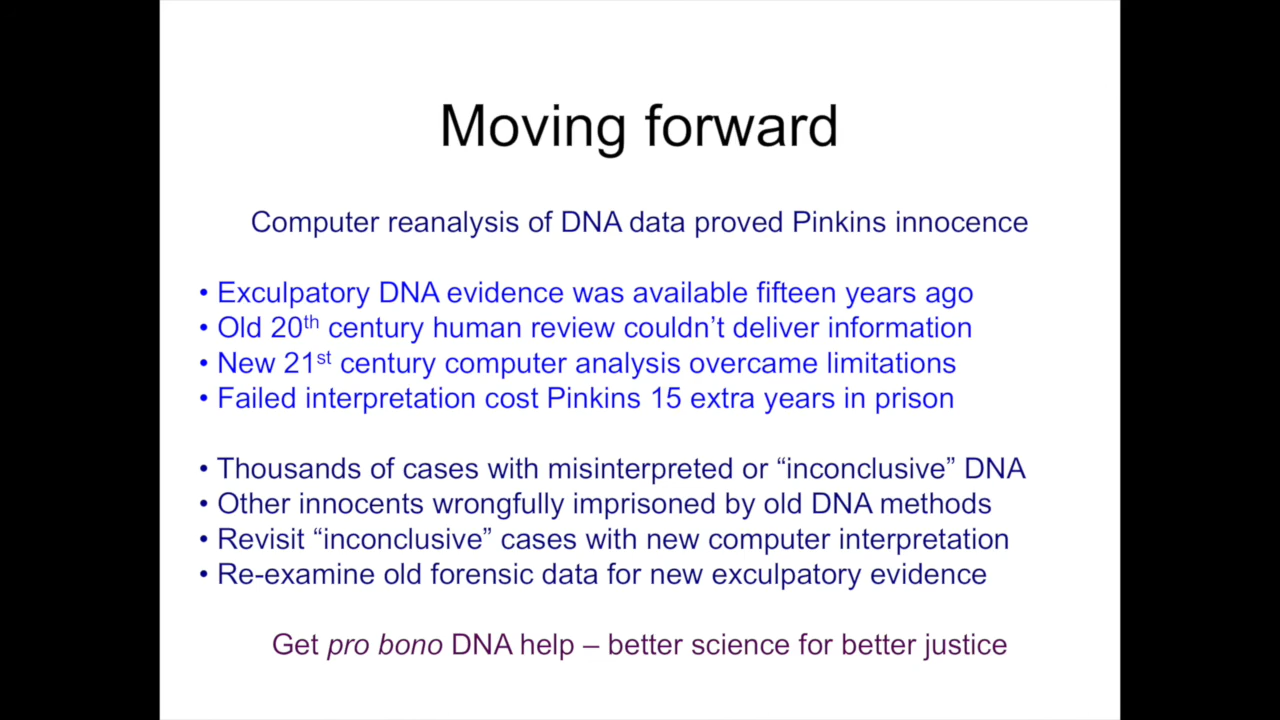 Moving forward
Computer reanalysis of DNA data proved Pinkins innocence
• Exculpatory DNA evidence was available fifteen years ago
• Old 20th century human review couldn’t deliver information
• New 21st century computer analysis overcame limitations
• Failed interpretation cost Pinkins 15 extra years in prison
• Thousands of cases with misinterpreted or “inconclusive” DNA
• Other innocents wrongfully imprisoned by old DNA methods
• Revisit “inconclusive” cases with new computer interpretation
• Re-examine old forensic data for new exculpatory evidence
Get pro bono DNA help – better science for better justice